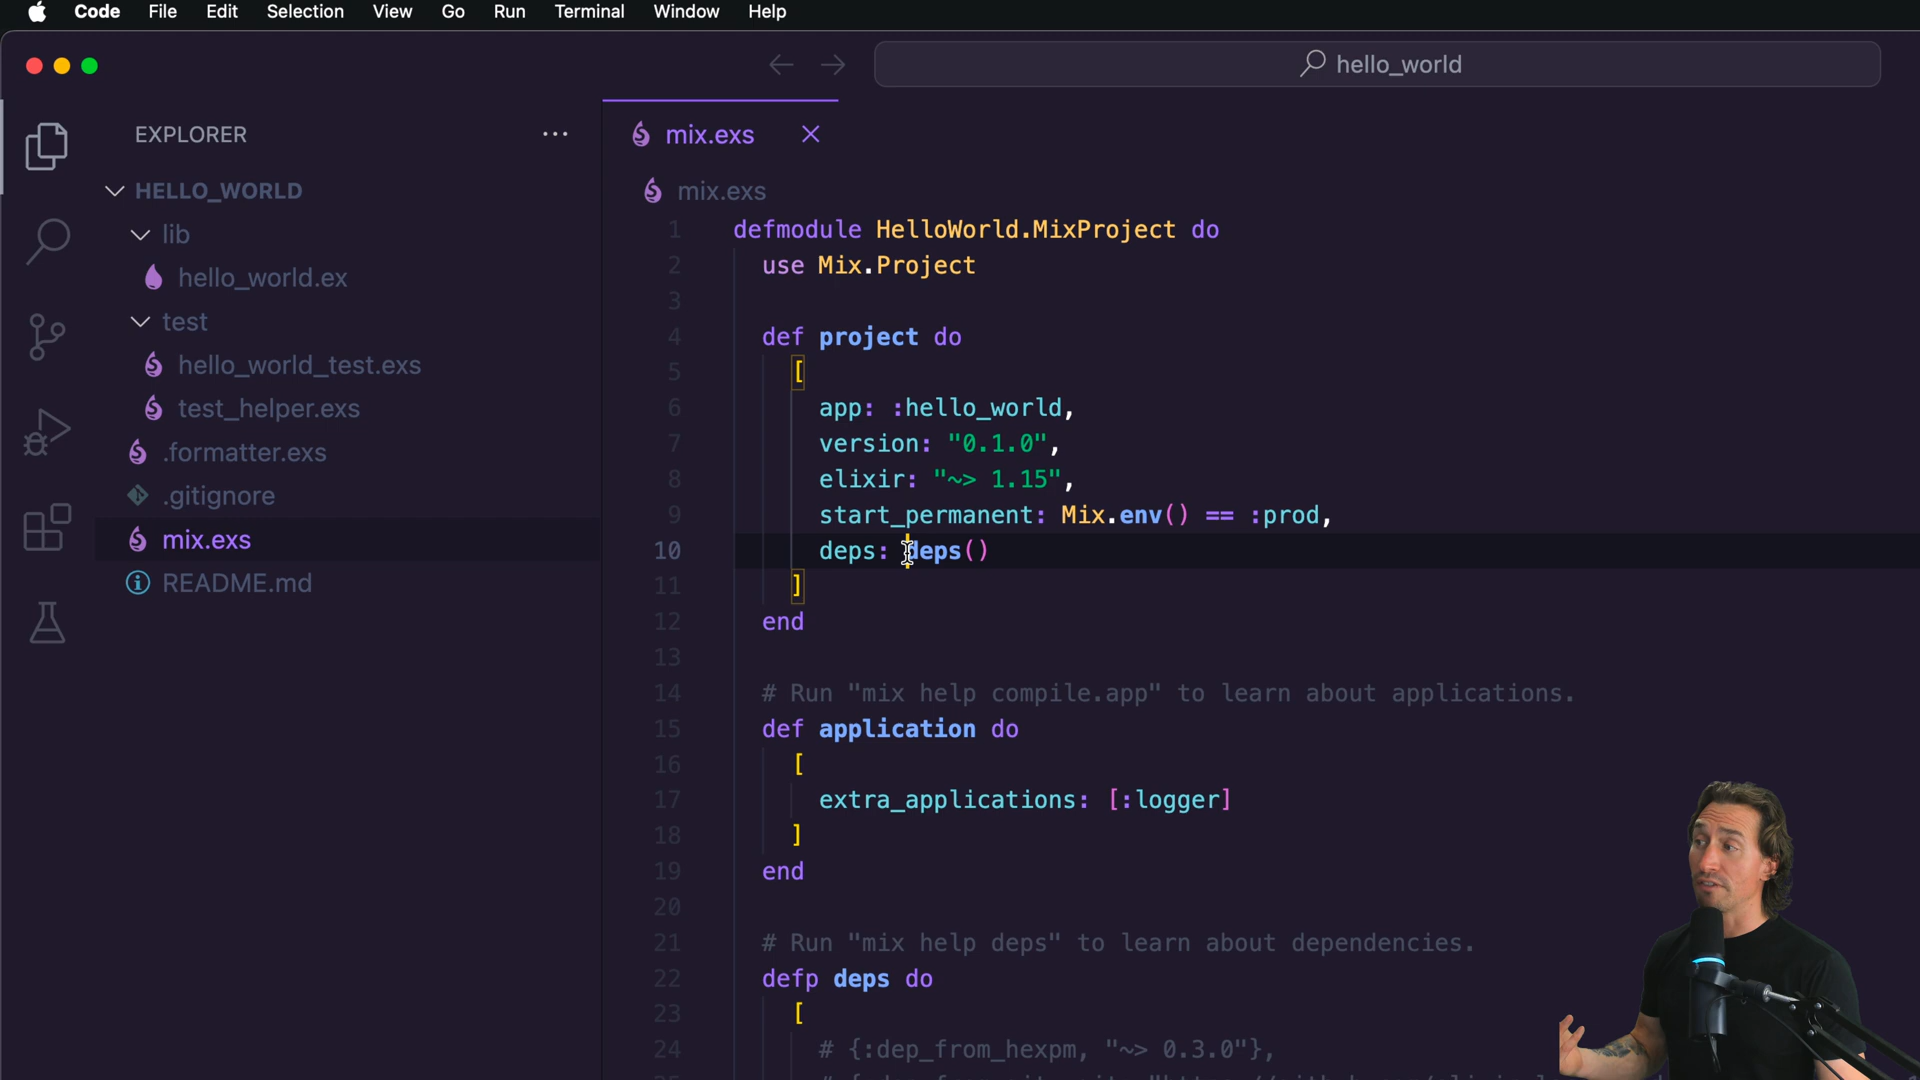 Code File Edit Selection View Go Run Terminal Window Help
hello_world
EXPLORER
mix.exs
HELLO_WORLD
lib
hello_world.ex
test
hello_world_test.exs
test_helper.exs
.formatter.exs
.gitignore
mix.exs
README.md
mix.exs
1 defmodule HelloWorld.MixProject do
2 use Mix.Project
3
4 def project do
5 [
6 app: :hello_world,
7 version: "0.1.0",
8 elixir: "~> 1.15",
9 start_permanent: Mix.env() == :prod,
10 deps: deps()
11 ]
12 end
13
14 # Run "mix help compile.app" to learn about applications.
15 def application do
16 [
17 extra_applications: [:logger]
18 ]
19 end
20
21 # Run "mix help deps" to learn about dependencies.
22 defp deps do
23 [
24 # {:dep_from_hexpm, "~> 0.3.0"},